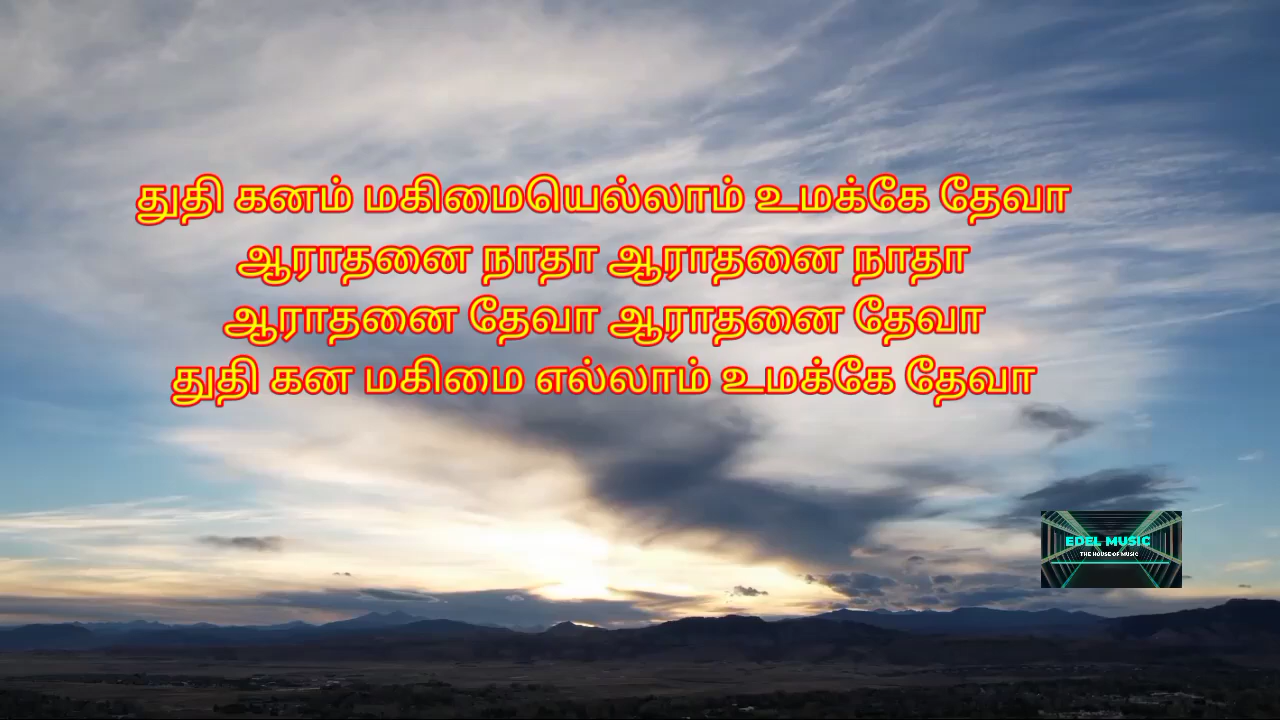 துதி கனம் மகிமையெல்லாம் உமக்கே தேவா
ஆராதனை நாதா ஆராதனை நாதா
ஆராதனை தேவா ஆராதனை தேவா
துதி கன மகிமை எல்லாம் உமக்கே தேவா
EDEL MUSIC
THE HOUSE OF MUSIC